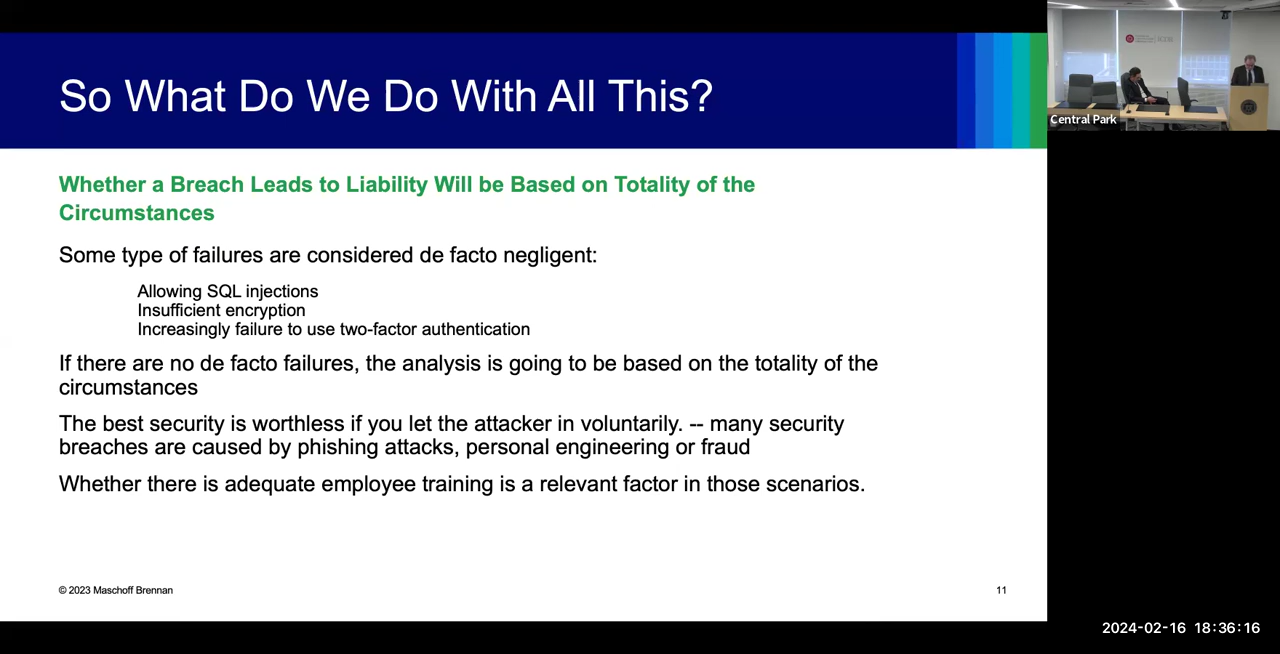 So What Do We Do With All This?
Whether a Breach Leads to Liability Will be Based on Totality of the
Circumstances
Some type of failures are considered de facto negligent:
Allowing SQL injections
Insufficient encryption
Increasingly failure to use two-factor authentication
If there are no de facto failures, the analysis is going to be based on the totality of the
circumstances
The best security is worthless if you let the attacker in voluntarily. -- many security
breaches are caused by phishing attacks, personal engineering or fraud
Whether there is adequate employee training is a relevant factor in those scenarios.
© 2023 Maschoff Brennan
11
Central Park
2024-02-16 18:36:16